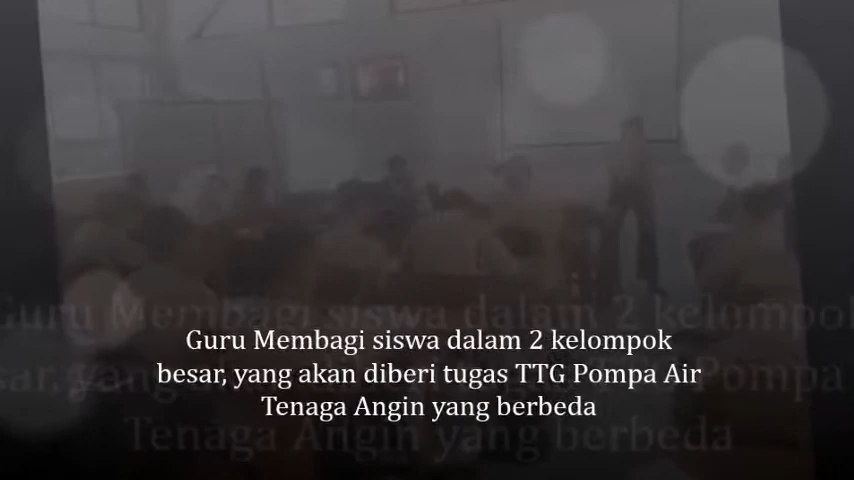 Guru Membagi siswa dalam 2 kelompok
besar, yang akan diberi tugas TTG Pompa Air
Tenaga Angin yang berbeda